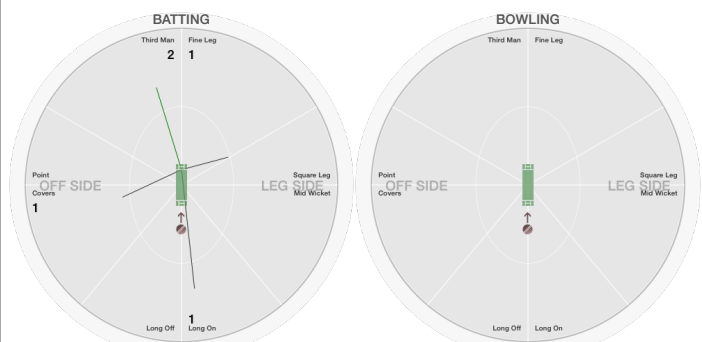 BATTING
Third Man Fine Leg
2 1
Point
OFF SIDE
Covers
1
Square Leg
LEG SIDE
Mid Wicket
1
Long Off Long On
BOWLING
Third Man Fine Leg
Point
OFF SIDE
Covers
Square Leg
LEG SIDE
Mid Wicket
Long Off Long On